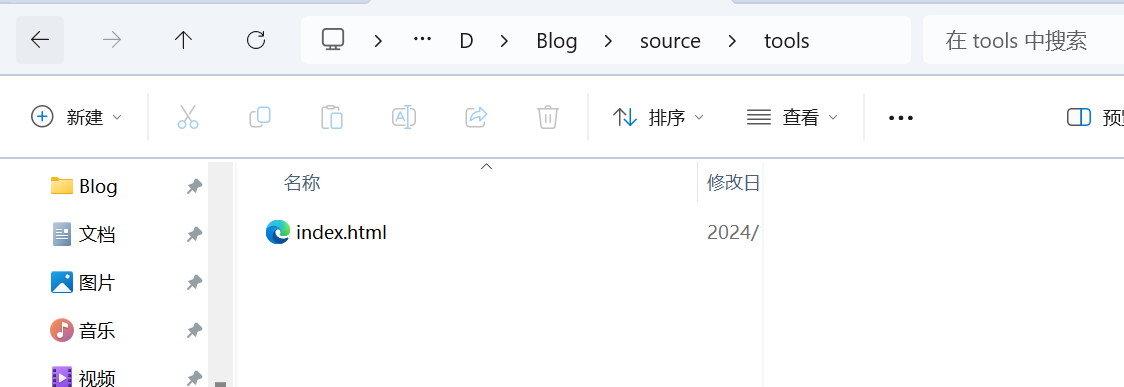 D Blog source tools 在 tools 中搜索
新建 排序 查看 预
名称 修改日
Blog
文档
index.html 2024/
图片
音乐
视频